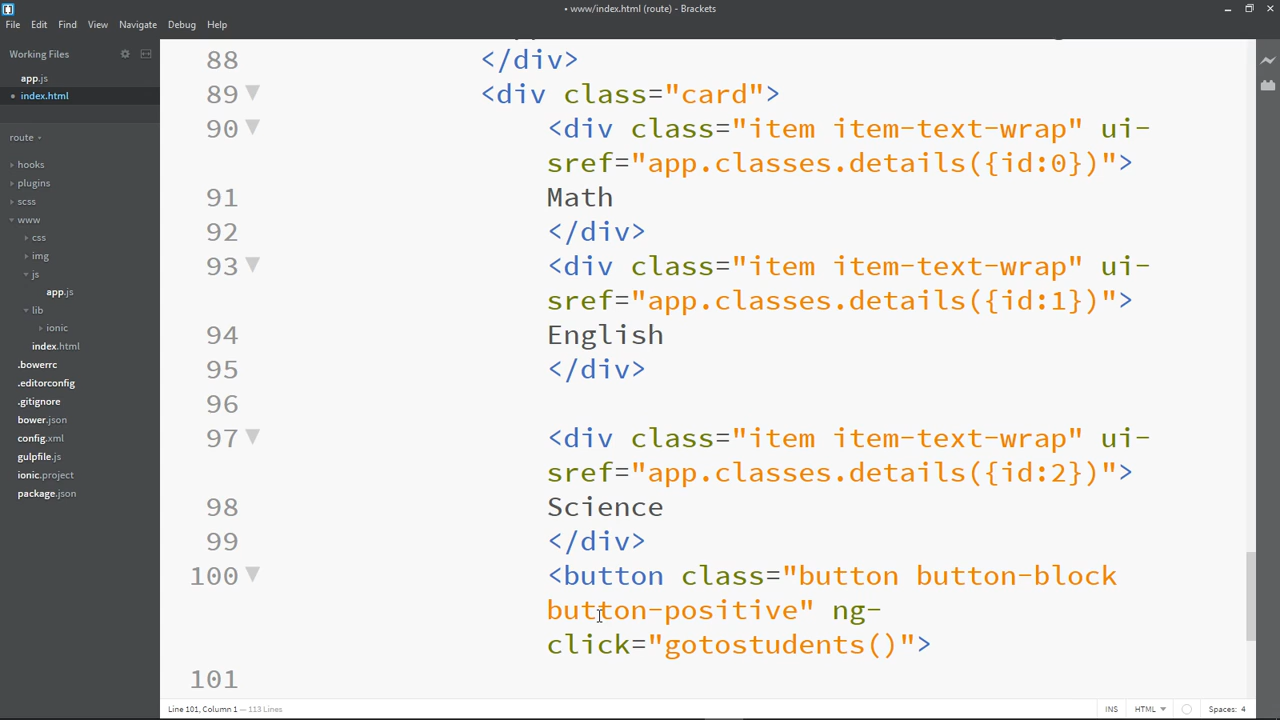 • www/index.html (route) - Brackets
File Edit Find View Navigate Debug Help
Working Files
app.js
• index.html
route
hooks
plugins
scss
www
css
img
js
app.js
lib
ionic
index.html
.bowerrc
.editorconfig
.gitignore
bower.json
config.xml
gulpfile.js
ionic.project
package.json
88 </div>
89 <div class="card">
90 <div class="item item-text-wrap" ui-
sref="app.classes.details({id:0})">
91 Math
92 </div>
93 <div class="item item-text-wrap" ui-
sref="app.classes.details({id:1})">
94 English
95 </div>
96
97 <div class="item item-text-wrap" ui-
sref="app.classes.details({id:2})">
98 Science
99 </div>
100 <button class="button button-block
button-positive" ng-
click="gotostudents()">
101
Line 101, Column 1 — 113 Lines
INS HTML Spaces: 4